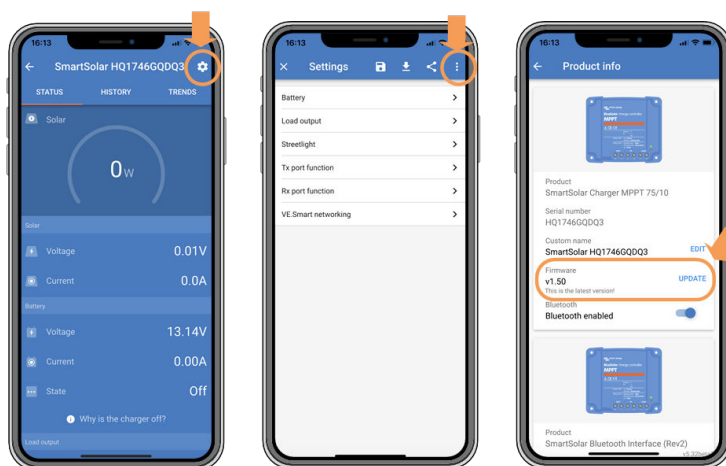 16:13
SmartSolar HQ1746GQDQ3
STATUS HISTORY TRENDS
Solar
0W
Solar
Voltage 0.01V
Current 0.0A
Battery
Voltage 13.14V
Current 0.00A
State Off
Why is the charger off?
Load output
16:13
Settings
Battery
Load output
Streetlight
Tx port function
Rx port function
VE.Smart networking
16:13
Product info
MPPT
Product
SmartSolar Charger MPPT 75/10
Serial number
HQ1746GQDQ3
Custom name
SmartSolar HQ1746GQDQ3 EDIT
Firmware
v1.50 UPDATE
This is the latest version!
Bluetooth
Bluetooth enabled
MPPT
Product
SmartSolar Bluetooth Interface (Rev2)